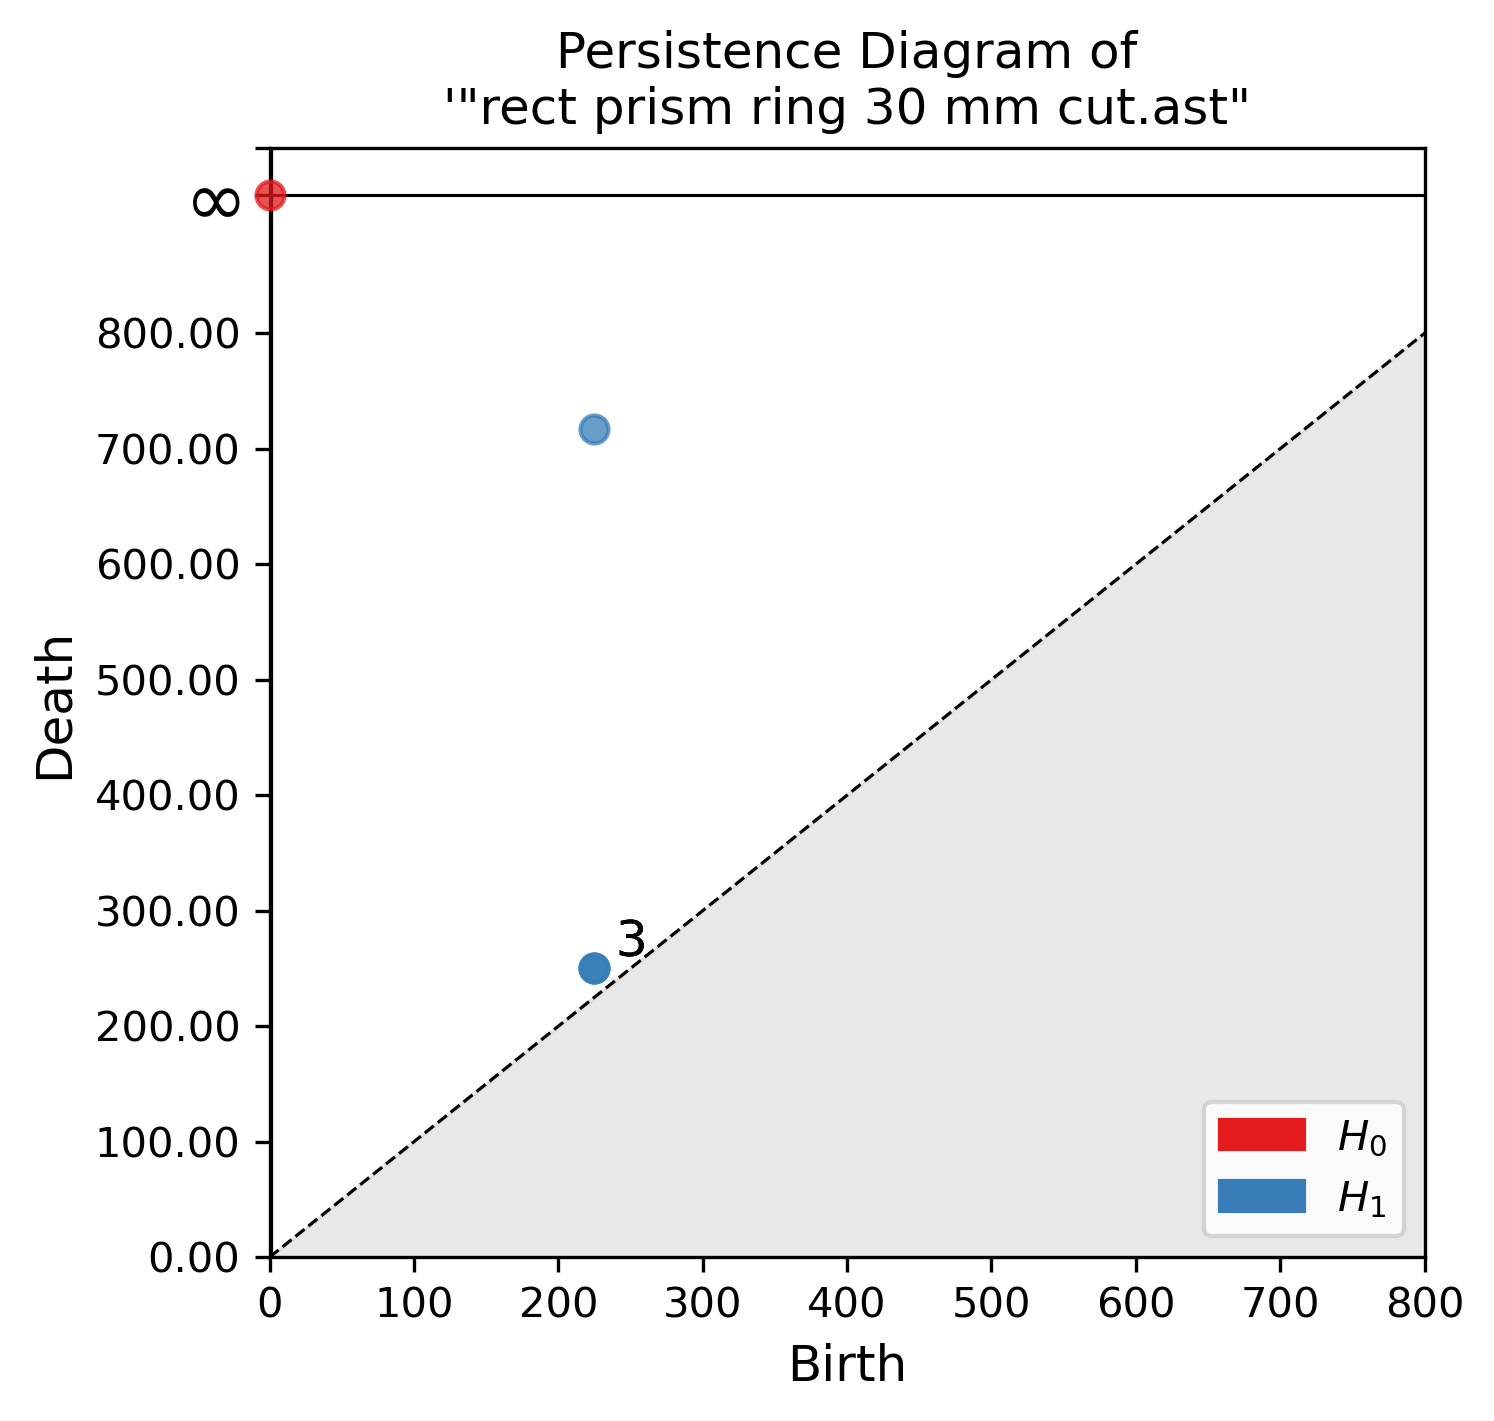 Persistence Diagram of
'"rect prism ring 30 mm cut.ast"
∞
800.00
700.00
600.00
500.00
400.00
300.00
200.00
100.00
0.00
Death
3
H₀
H₁
0 100 200 300 400 500 600 700 800
Birth